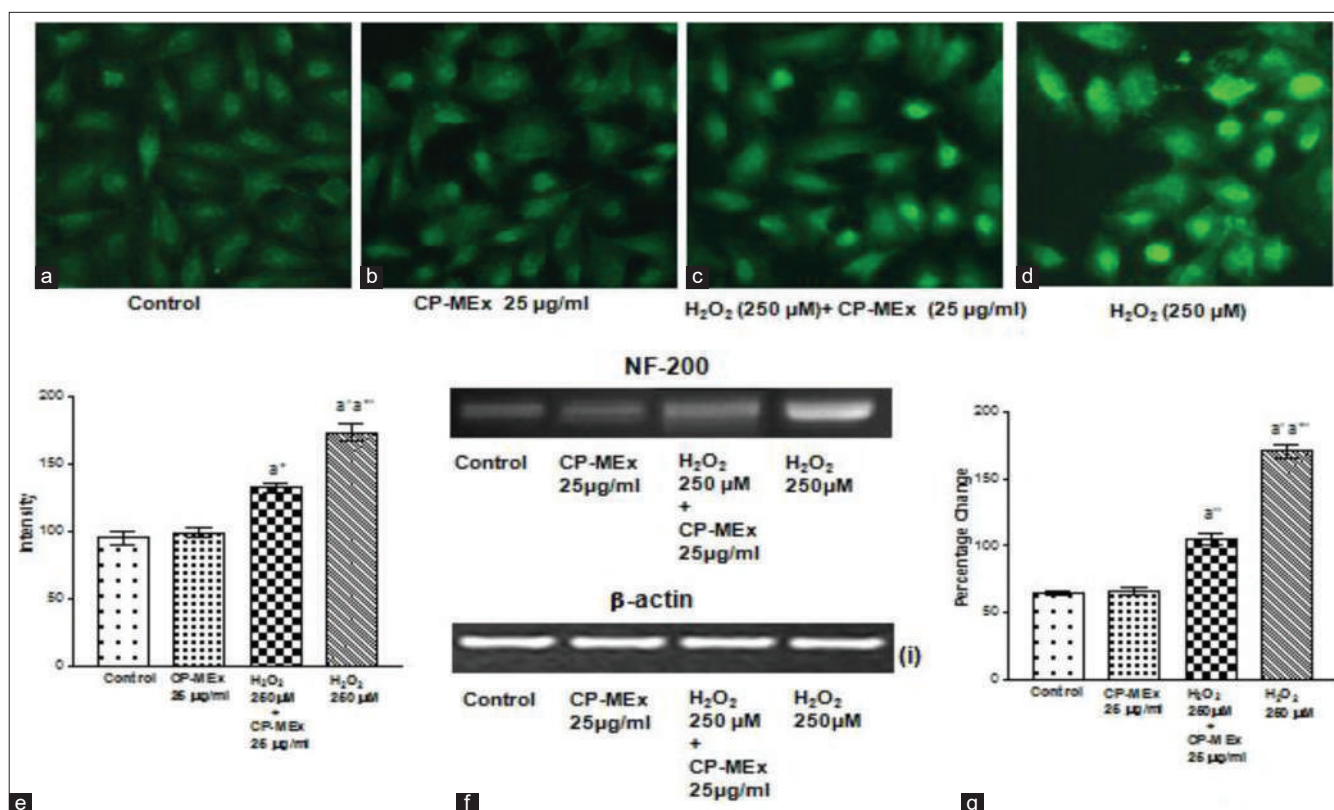 a
b
c
d
Control
CP-MEx 25 µg/ml
H₂O₂ (250 µM)+ CP-MEx (25 µg/ml)
H₂O₂ (250 µM)
200
150
100
50
0
Intensity
Control
CP-MEx
25 µg/ml
H₂O₂
250µM
+
CP-MEx
25 µg/ml
H₂O₂
250 µM
e
NF-200
Control
CP-MEx
25µg/ml
H₂O₂
250 µM
+
CP-MEx
25µg/ml
H₂O₂
250µM
β-actin
(i)
Control
CP-MEx
25µg/ml
H₂O₂
250 µM
+
CP-MEx
25µg/ml
H₂O₂
250µM
f
200
150
100
50
0
Percentage Change
Control
CP-MEx
25 µg/ml
H₂O₂
250µM
+
CP-MEx
25 µg/ml
H₂O₂
250 µM
g